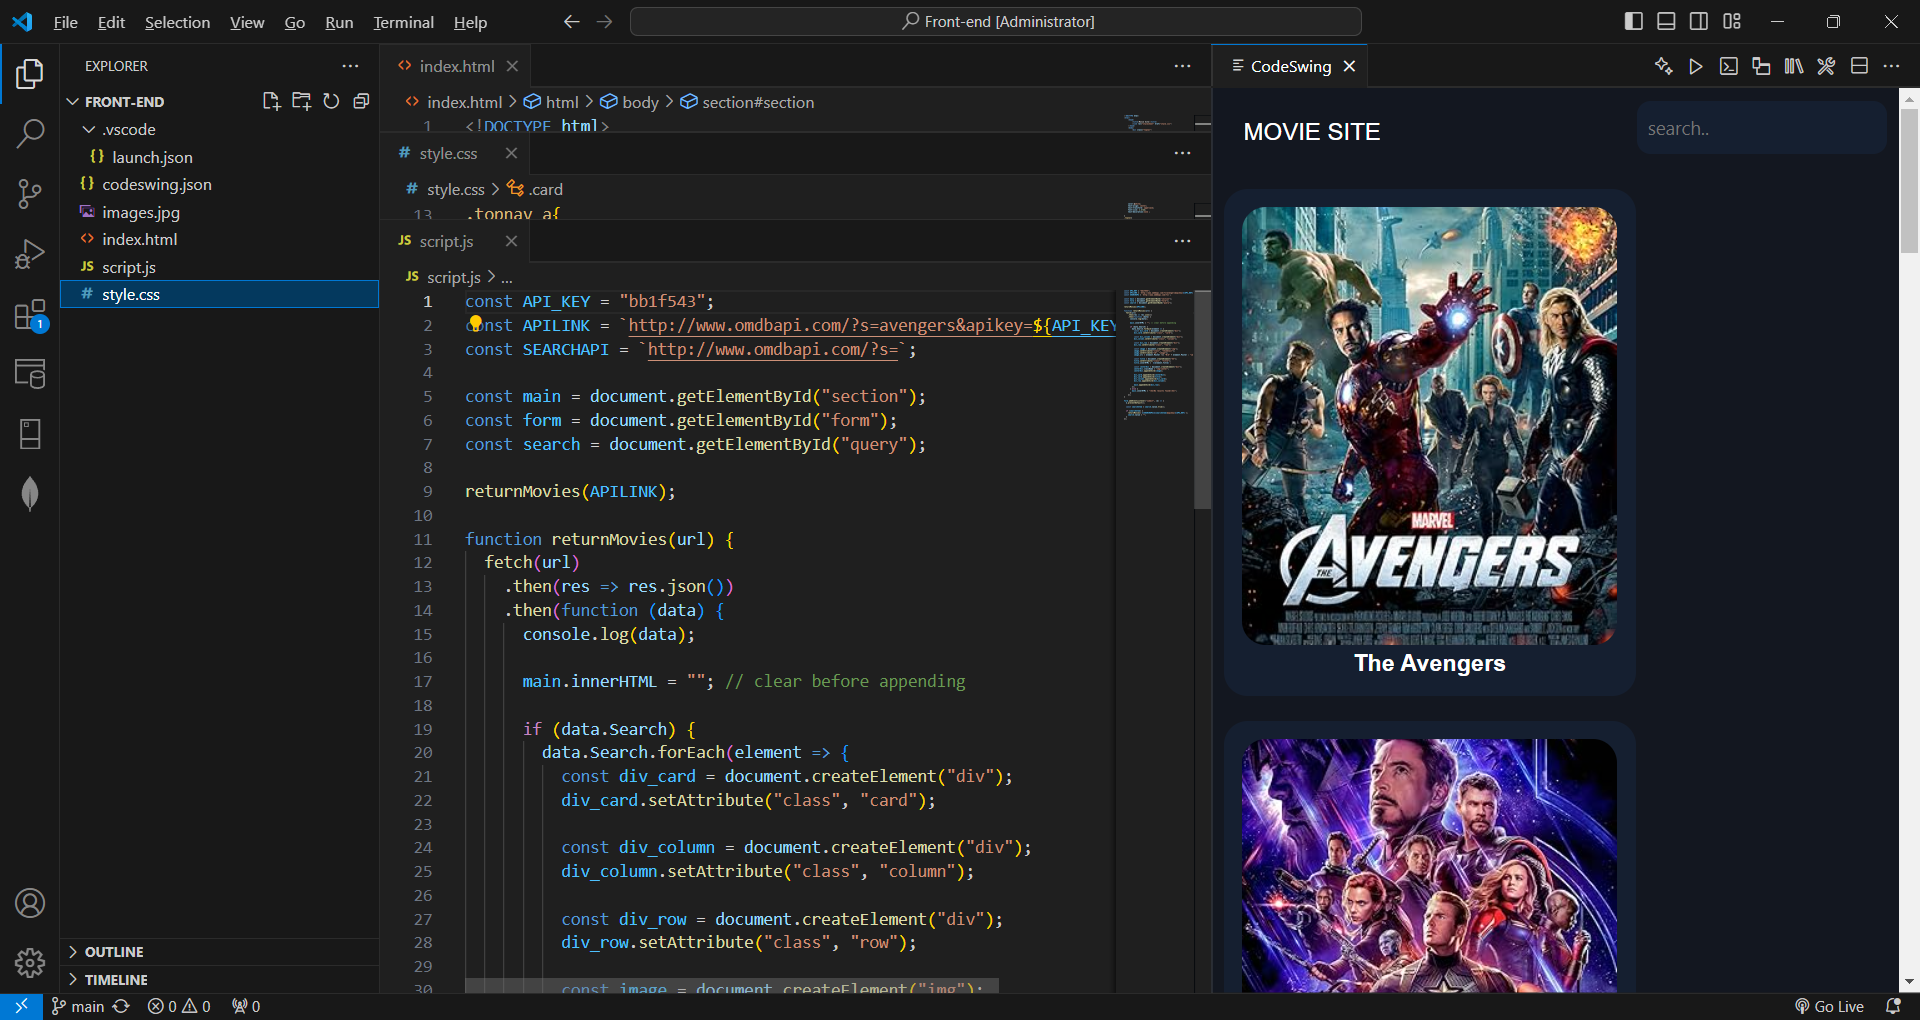 File Edit Selection View Go Run Terminal Help
Front-end [Administrator]
EXPLORER
FRONT-END
.vscode
launch.json
codeswing.json
images.jpg
index.html
script.js
style.css
OUTLINE
TIMELINE
index.html
index.html > html > body > section#section
1 <!DOCTYPE html>
# style.css
# style.css > .card
13 .topnav a{
JS script.js
JS script.js > ...
1 const API_KEY = "bb1f543";
2 const APILINK = `http://www.omdbapi.com/?s=avengers&apikey=${API_KEY
3 const SEARCHAPI = `http://www.omdbapi.com/?s=`;
4
5 const main = document.getElementById("section");
6 const form = document.getElementById("form");
7 const search = document.getElementById("query");
8
9 returnMovies(APILINK);
10
11 function returnMovies(url) {
12 fetch(url)
13 .then(res => res.json())
14 .then(function (data) {
15 console.log(data);
16
17 main.innerHTML = ""; // clear before appending
18
19 if (data.Search) {
20 data.Search.forEach(element => {
21 const div_card = document.createElement("div");
22 div_card.setAttribute("class", "card");
23
24 const div_column = document.createElement("div");
25 div_column.setAttribute("class", "column");
26
27 const div_row = document.createElement("div");
28 div_row.setAttribute("class", "row");
29
30 const image = document.createElement("img");
CodeSwing
MOVIE SITE
search..
MARVEL
THE AVENGERS
The Avengers
1
main 0 0 0
Go Live